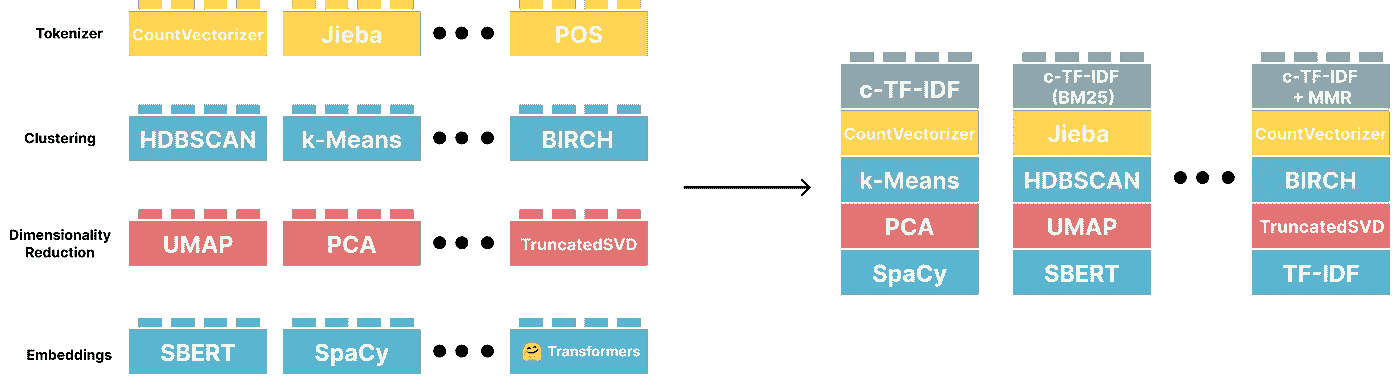 Tokenizer
CountVectorizer
Jieba
POS
Clustering
HDBSCAN
k-Means
BIRCH
Dimensionality
Reduction
UMAP
PCA
TruncatedSVD
Embeddings
SBERT
SpaCy
🤗 Transformers
c-TF-IDF
CountVectorizer
k-Means
PCA
SpaCy
c-TF-IDF
(BM25)
Jieba
HDBSCAN
UMAP
SBERT
c-TF-IDF
+ MMR
CountVectorizer
BIRCH
TruncatedSVD
TF-IDF